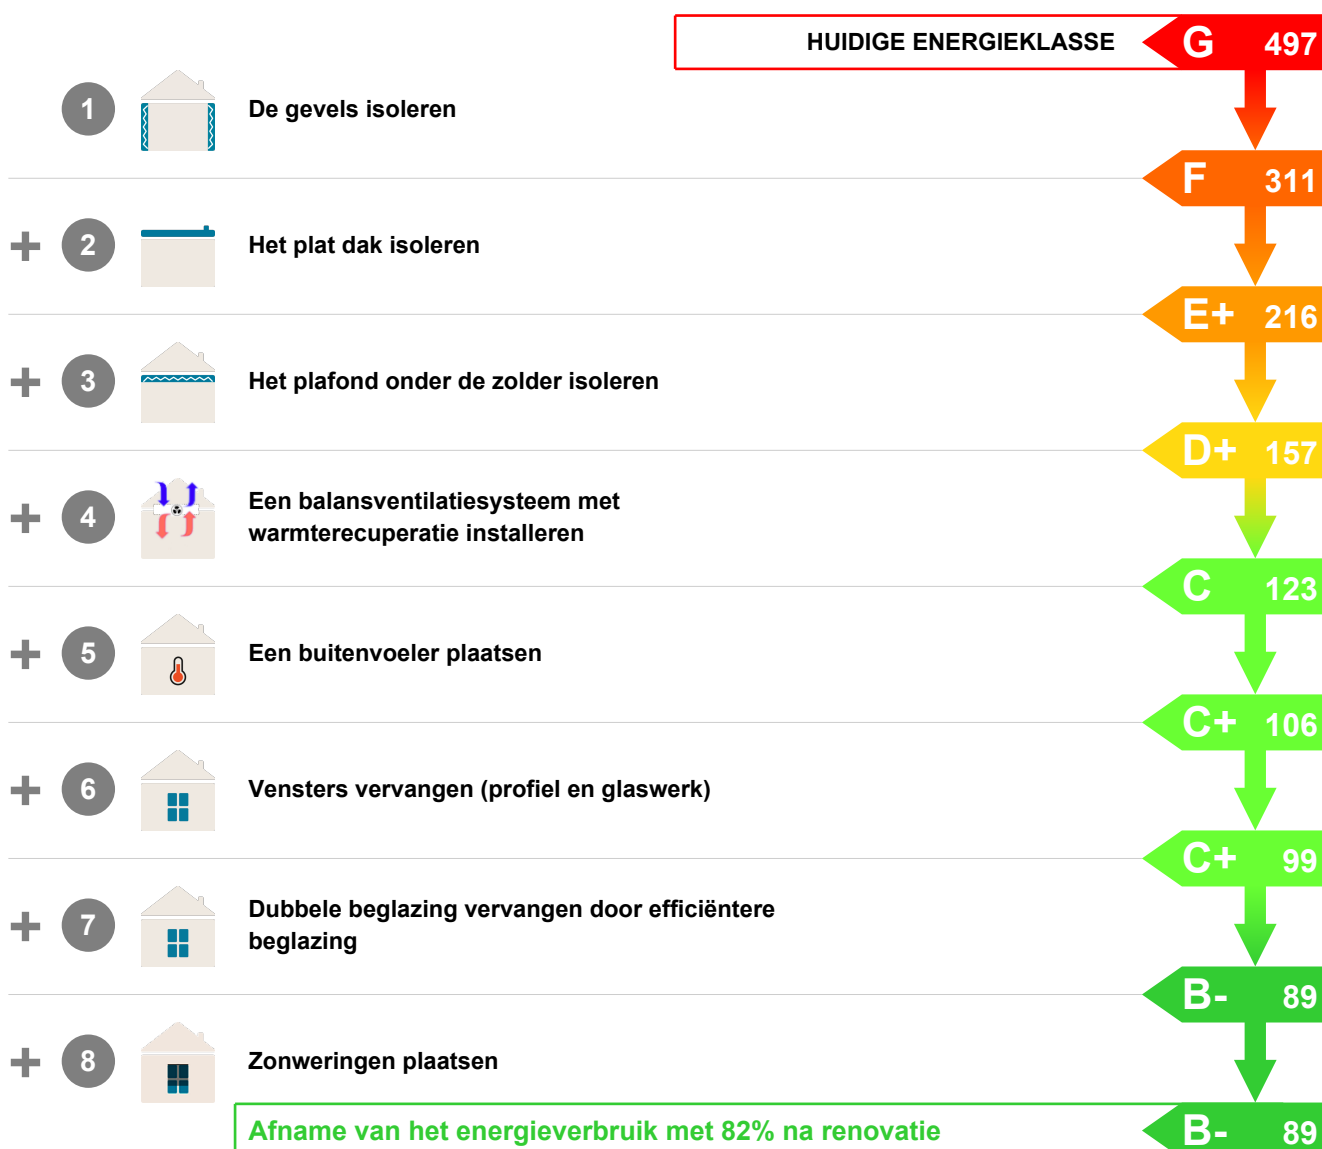 HUIDIGE ENERGIEKLASSE G 497
1 De gevels isoleren
F 311
+ 2 Het plat dak isoleren
E+ 216
+ 3 Het plafond onder de zolder isoleren
D+ 157
+ 4 Een balansventilatiesysteem met
warmterecuperatie installeren
C 123
+ 5 Een buitenvoeler plaatsen
C+ 106
+ 6 Vensters vervangen (profiel en glaswerk)
C+ 99
+ 7 Dubbele beglazing vervangen door efficiëntere
beglazing
B- 89
+ 8 Zonweringen plaatsen
Afname van het energieverbruik met 82% na renovatie B- 89